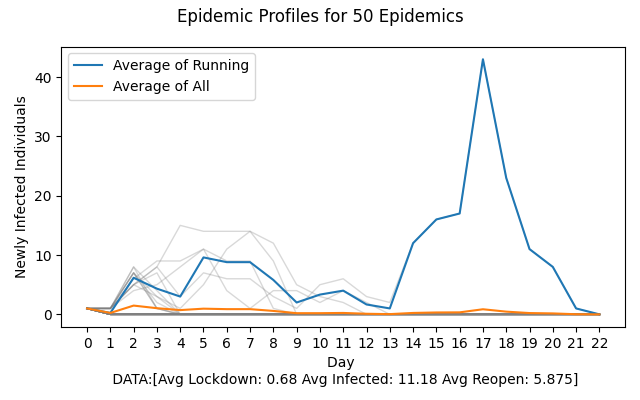 Epidemic Profiles for 50 Epidemics
Average of Running
Average of All
Newly Infected Individuals
40
30
20
10
0
0 1 2 3 4 5 6 7 8 9 10 11 12 13 14 15 16 17 18 19 20 21 22
Day
DATA:[Avg Lockdown: 0.68 Avg Infected: 11.18 Avg Reopen: 5.875]